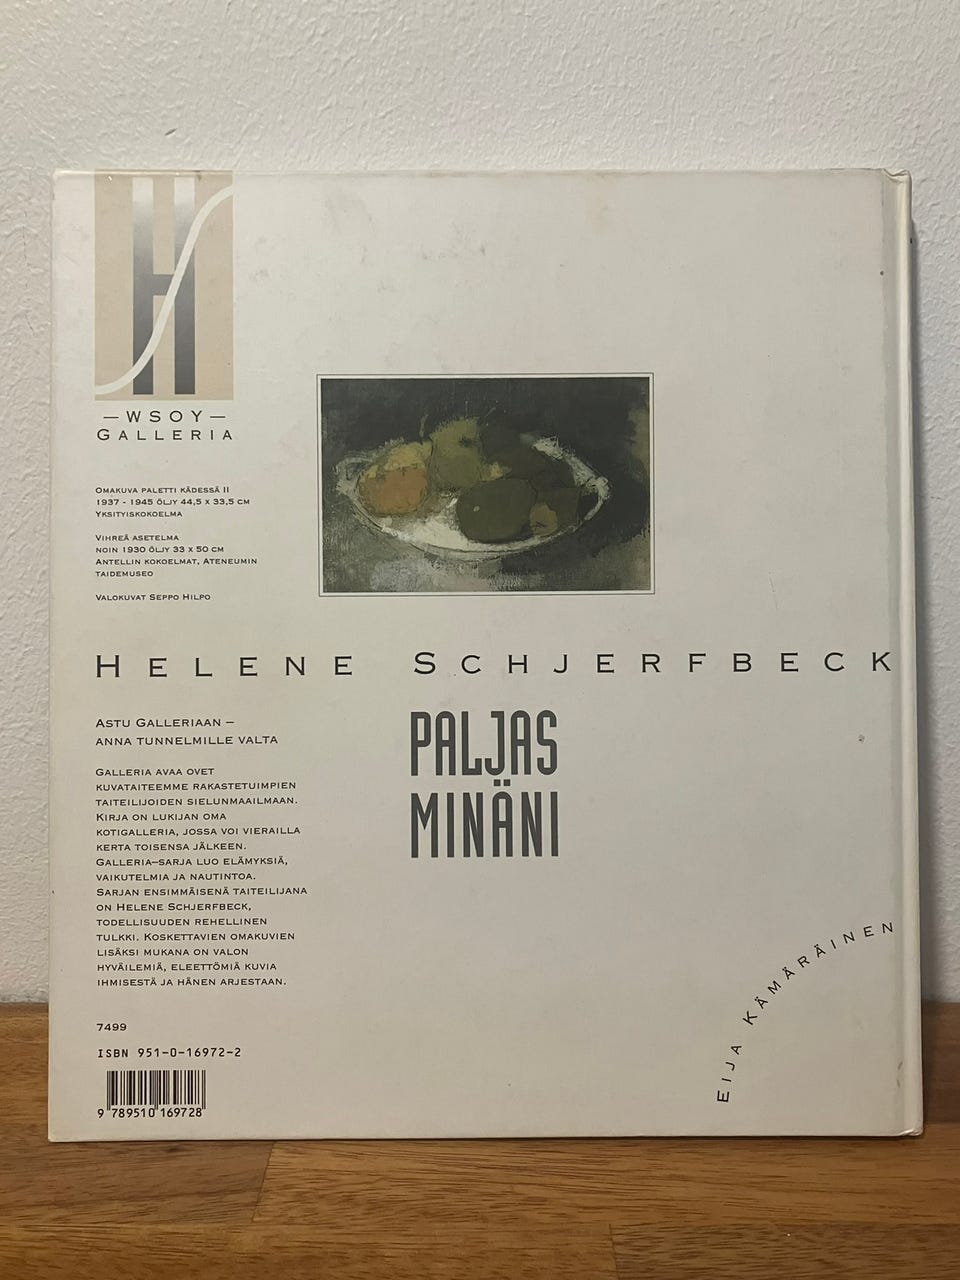 H
—WSOY—
GALLERIA
OMAKUVA PALETTI KÄDESSÄ II
1937 - 1945 ÖLJY 44,5 x 33,5 CM
YKSITYISKOKOELMA
VIHREÄ ASETELMA
NOIN 1930 ÖLJY 33 x 50 CM
ANTELLIN KOKOELMAT, ATENEUMIN
TAIDEMUSEO
VALOKUVAT SEPPO HILPO
HELENE SCHJERFBECK
ASTU GALLERIAAN –
ANNA TUNNELMILLE VALTA
PALJAS
MINÄNI
GALLERIA AVAA OVET
KUVATAITEEMME RAKASTETUIMPIEN
TAITEILIJOIDEN SIELUNMAAILMAAN.
KIRJA ON LUKIJAN OMA
KOTIGALLERIA, JOSSA VOI VIERAILLA
KERTA TOISENSA JÄLKEEN.
GALLERIA–SARJA LUO ELÄMYKSIÄ,
VAIKUTELMIA JA NAUTINTOA.
SARJAN ENSIMMÄISENÄ TAITEILIJANA
ON HELENE SCHJERFBECK,
TODELLISUUDEN REHELLINEN
TULKKI. KOSKETTAVIEN OMAKUVIEN
LISÄKSI MUKANA ON VALON
HYVÄILEMIÄ, ELEETTÖMIÄ KUVIA
IHMISESTÄ JA HÄNEN ARJESTAAN.
EIJA KÄMÄRÄINEN
7499
ISBN 951-0-16972-2
9 789510 169728